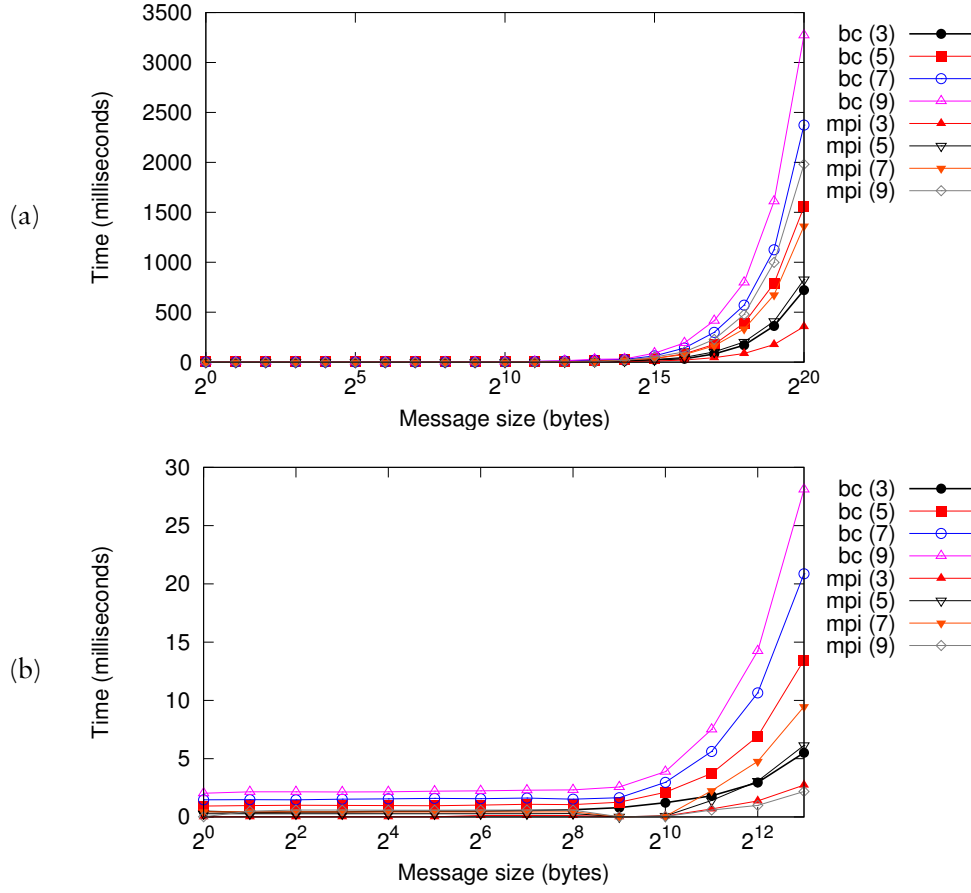 (a)
Time (milliseconds)
3500
3000
2500
2000
1500
1000
500
0
2^0 2^5 2^10 2^15 2^20
Message size (bytes)
bc (3)
bc (5)
bc (7)
bc (9)
mpi (3)
mpi (5)
mpi (7)
mpi (9)
(b)
Time (milliseconds)
30
25
20
15
10
5
0
2^0 2^2 2^4 2^6 2^8 2^10 2^12
Message size (bytes)
bc (3)
bc (5)
bc (7)
bc (9)
mpi (3)
mpi (5)
mpi (7)
mpi (9)